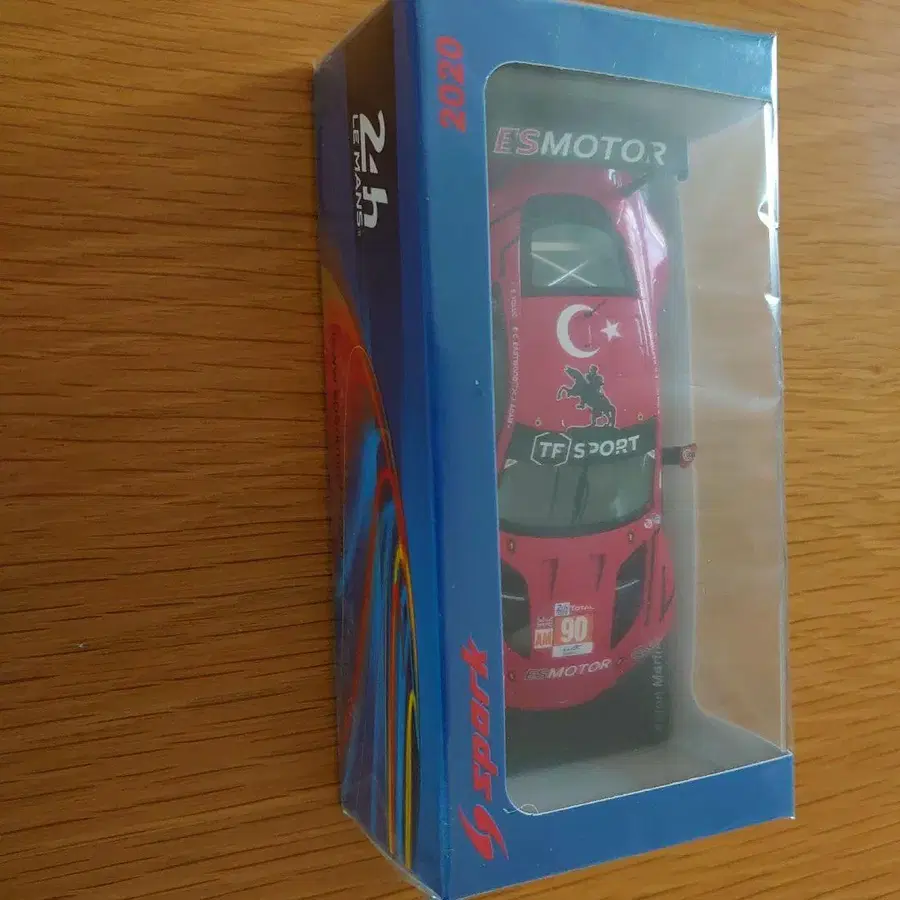 2020
24h
LE MANS
ESMOTOR
TF SPORT
TOTAL
AM
90
ESMOTOR
spark